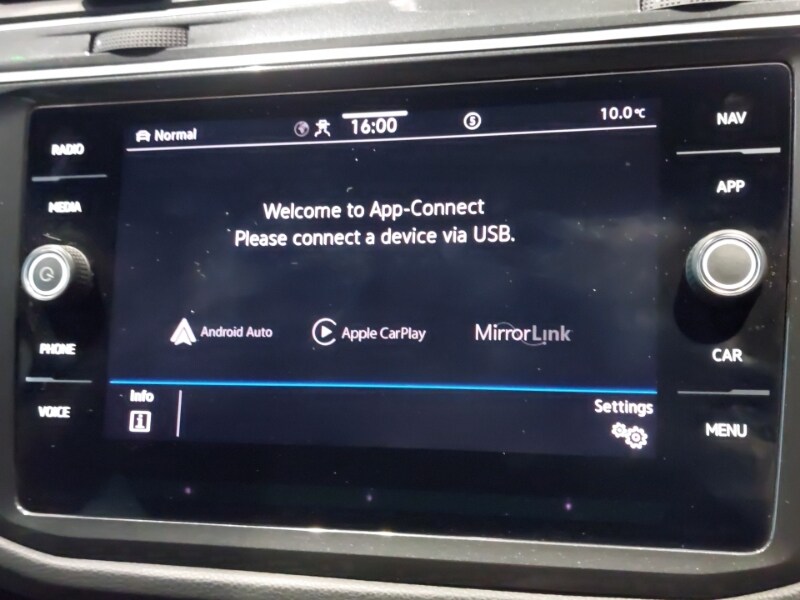 RADIO
MEDIA
PHONE
VOICE
Normal
16:00
5
10.0°C
Welcome to App-Connect
Please connect a device via USB.
Android Auto
Apple CarPlay
MirrorLink
Info
i
Settings
NAV
APP
CAR
MENU